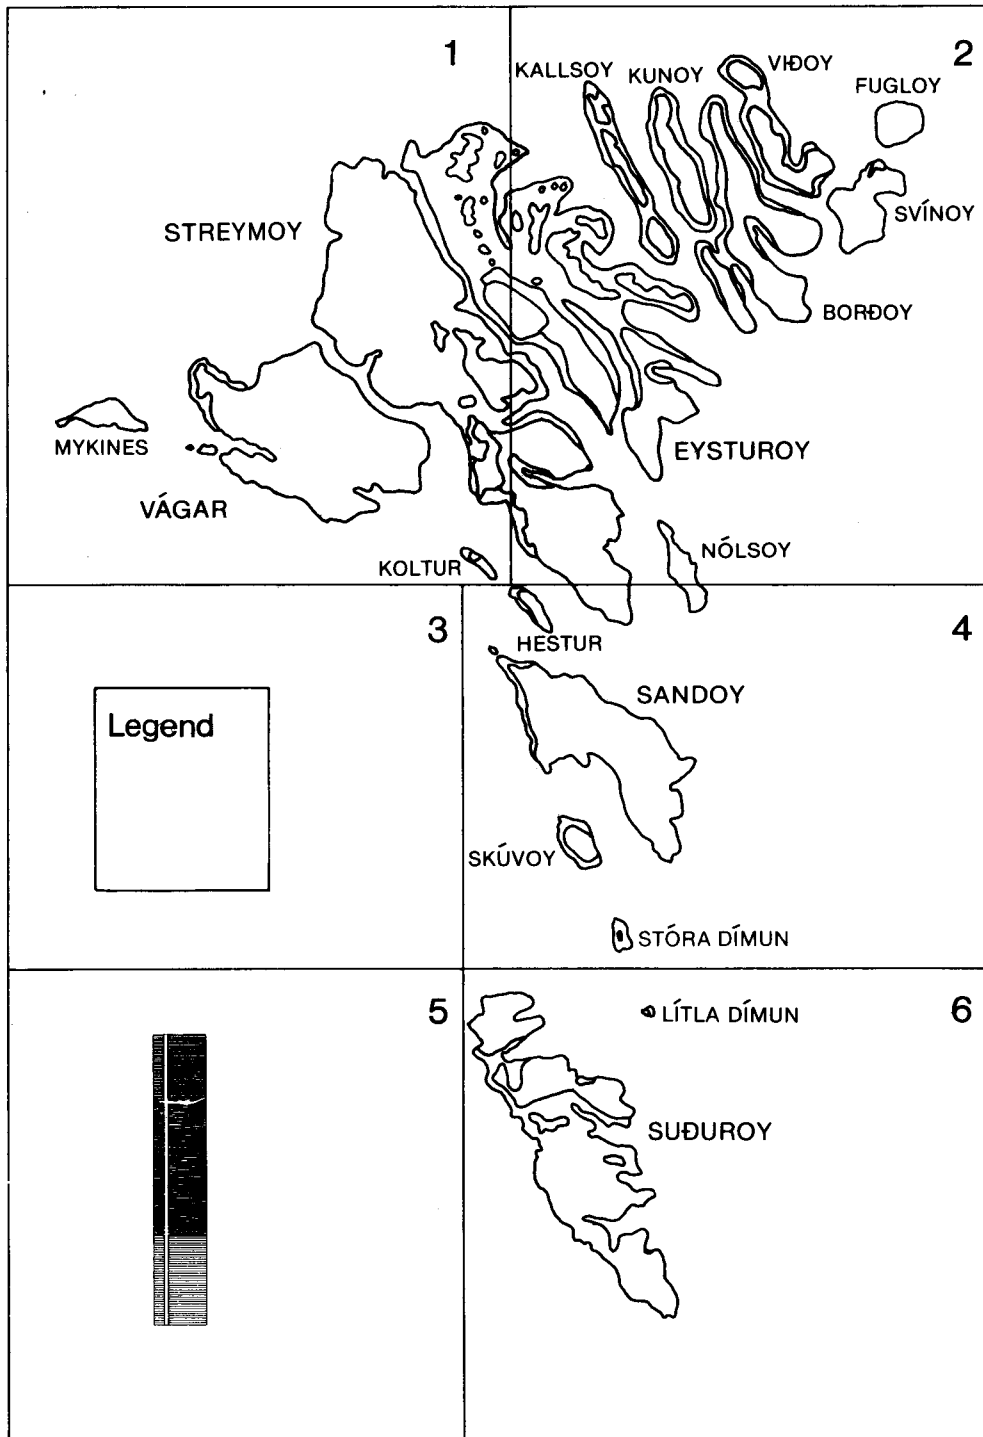 1
2
KALLSOY
KUNOY
VIÐOY
FUGLOY
STREYMOY
SVÍNOY
BORÐOY
MYKINES
EYSTUROY
VÁGAR
NÓLSOY
KOLTUR
3
4
HESTUR
SANDOY
Legend
SKÚVOY
STÓRA DÍMUN
5
6
LÍTLA DÍMUN
SUÐUROY